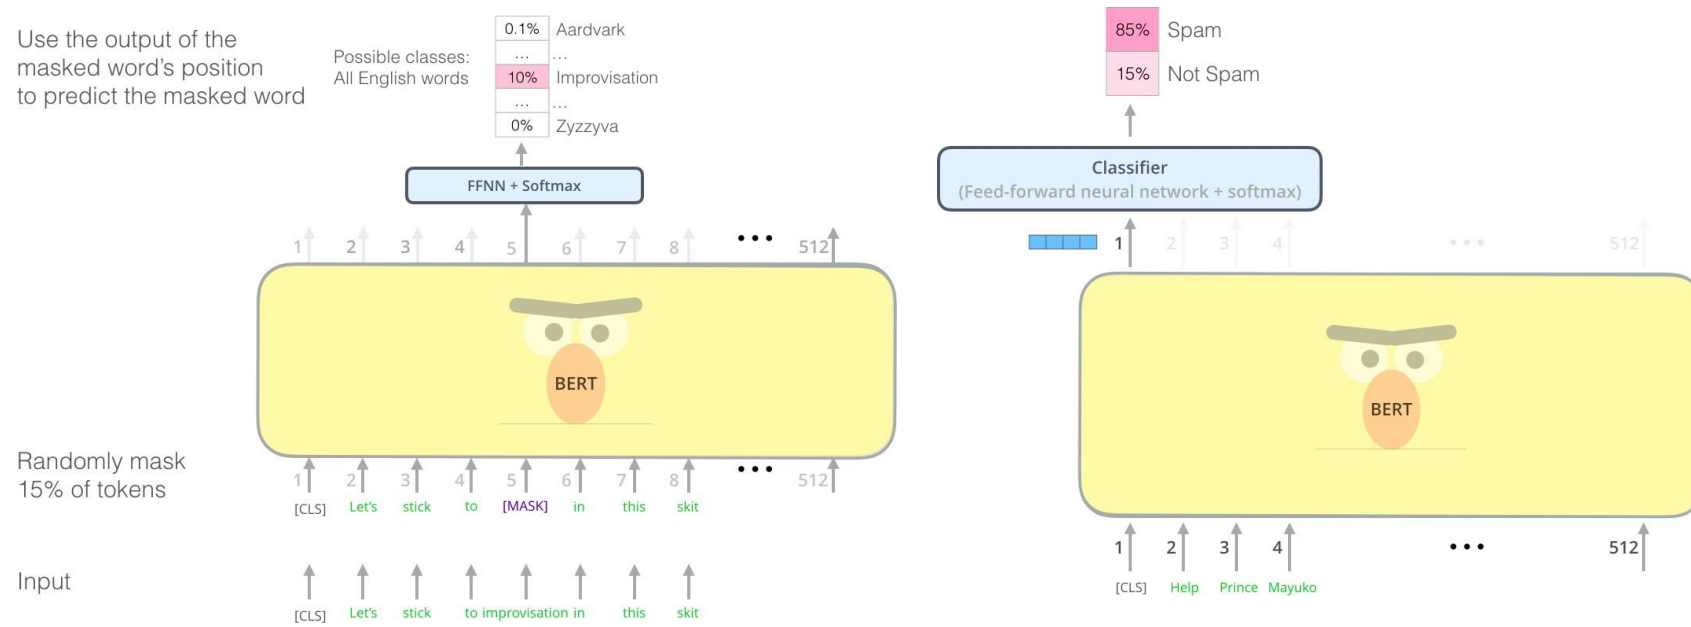 Use the output of the
masked word's position
to predict the masked word
Possible classes:
All English words
0.1% Aardvark
... ...
10% Improvisation
... ...
0% Zyzzyva
FFNN + Softmax
1 2 3 4 5 6 7 8 ••• 512
BERT
Randomly mask
15% of tokens
1 2 3 4 5 6 7 8 ••• 512
[CLS] Let's stick to [MASK] in this skit
Input
[CLS] Let's stick to improvisation in this skit
85% Spam
15% Not Spam
Classifier
(Feed-forward neural network + softmax)
1 2 3 4 ••• 512
BERT
1 2 3 4 ••• 512
[CLS] Help Prince Mayuko